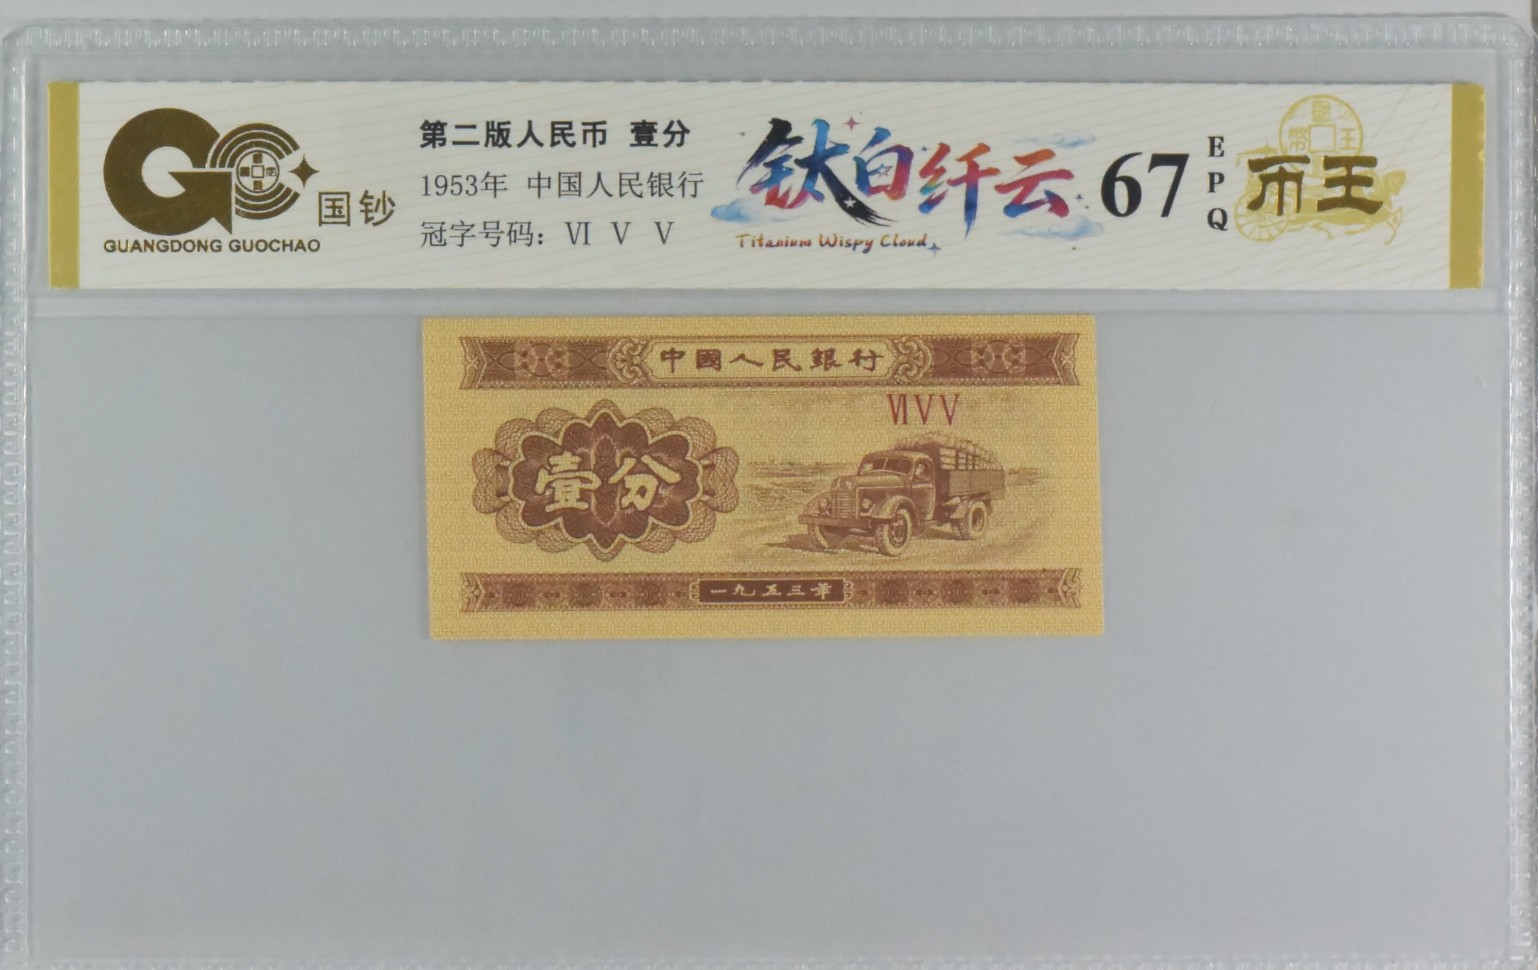 国钞
GUANGDONG GUOCHAO
第二版人民币 壹分
1953年 中国人民银行
冠字号码：Ⅵ Ⅴ Ⅴ
钛白纤云
Titanium Wispy Cloud
67
EPQ
币王
中國人民銀行
ⅥⅤⅤ
壹分
一九五三年